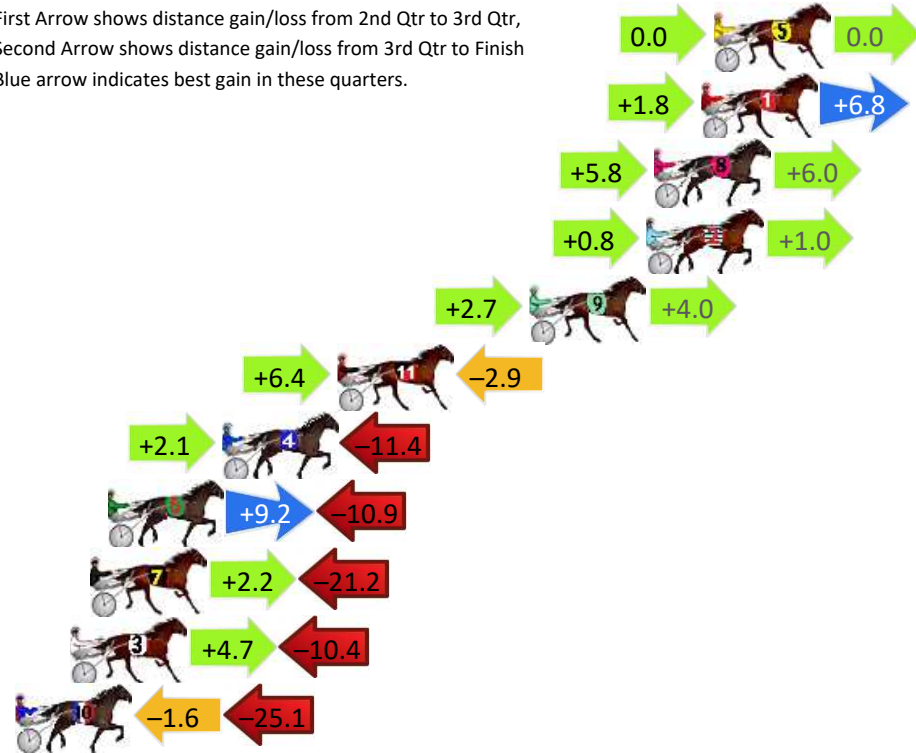 First Arrow shows distance gain/loss from 2nd Qtr to 3rd Qtr,
Second Arrow shows distance gain/loss from 3rd Qtr to Finish
Blue arrow indicates best gain in these quarters.
0.0 5 0.0
+1.8 1 +6.8
+5.8 8 +6.0
+0.8 2 +1.0
+2.7 9 +4.0
+6.4 11 −2.9
+2.1 4 −11.4
6 +9.2 −10.9
7 +2.2 −21.2
3 +4.7 −10.4
10 −1.6 −25.1